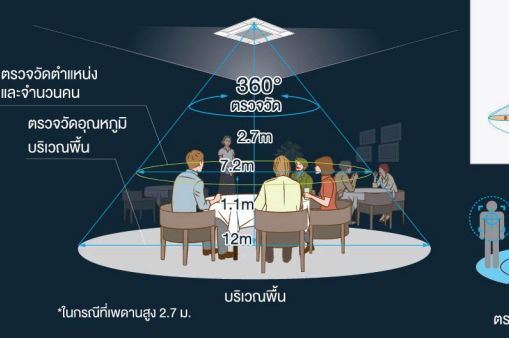 360°
ตรวจวัด
ตรวจวัดตำแหน่ง
และจำนวนคน
2.7m
ตรวจวัดอุณหภูมิ
บริเวณพื้น
7.2m
1.1m
12m
บริเวณพื้น
*ในกรณีที่เพดานสูง 2.7 ม.
ตร